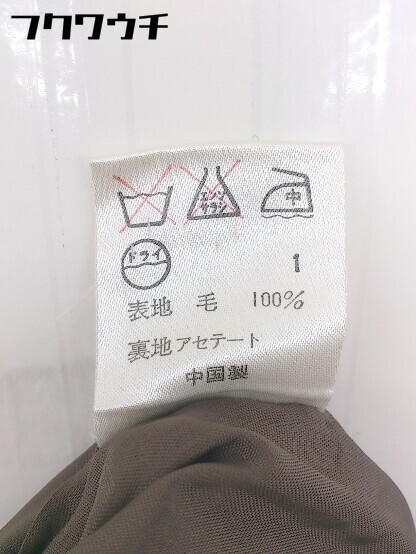 フクワウチ
エンソ
サラシ
中
ドライ
1
表地 毛 100%
裏地アセテート
中国製